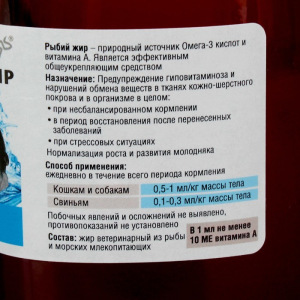 Рыбий жир – природный источник Омега-3 кислот и
витамина А. Является эффективным
общеукрепляющим средством
Назначение: Предупреждение гиповитаминоза и
нарушений обмена веществ в тканях кожно-шерстного
покрова и в организме в целом:
• при несбалансированном кормлении
• в период восстановления после перенесенных
заболеваний
• при стрессовых ситуациях
Нормализация роста и развития молодняка
Способ применения:
ежедневно в течение всего периода кормления
Кошкам и собакам 0,5-1 мл/кг массы тела
Свиньям 0,1-0,3 мл/кг массы тела
Побочных явлений и осложнений не выявлено,
противопоказаний не установлено
Состав: жир ветеринарный из рыбы
и морских млекопитающих
В 1 мл не менее
10 МЕ витамина А